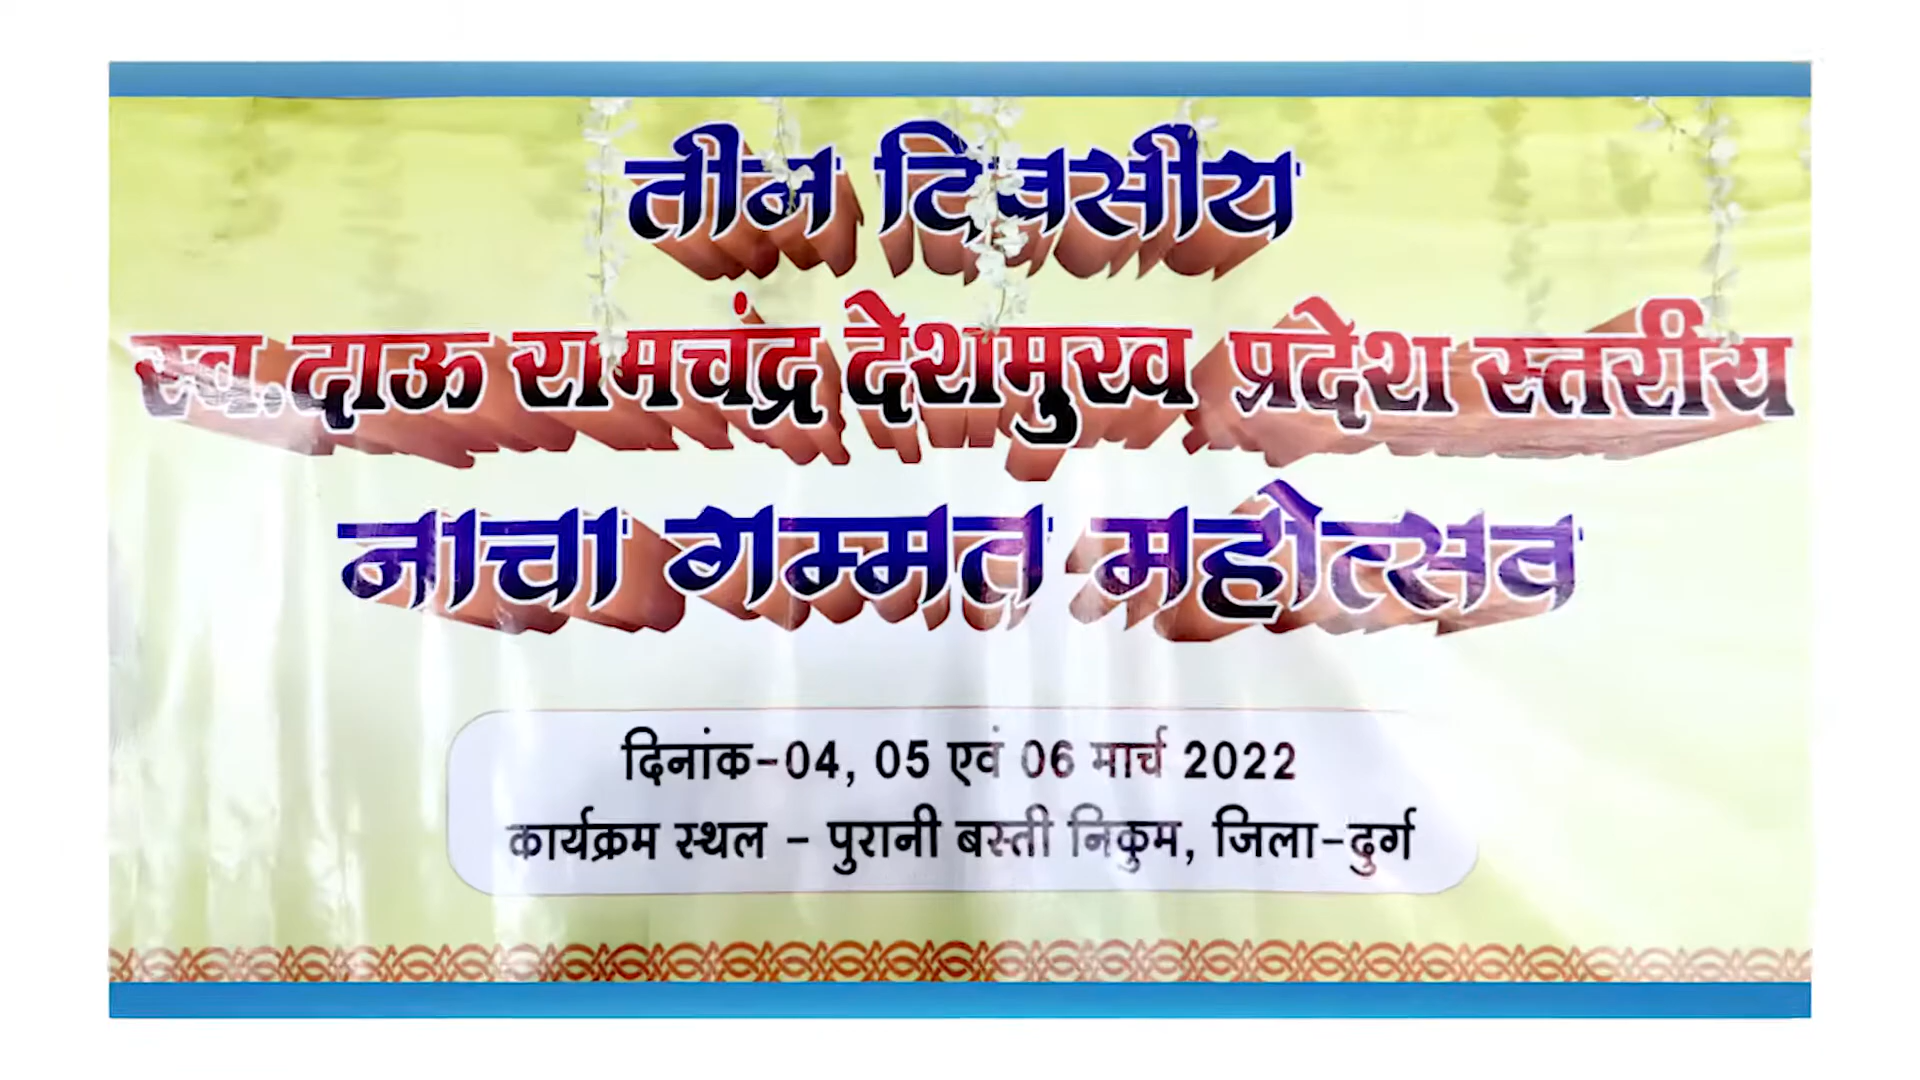 तीन दिवसीय
स्व.दाऊ रामचंद्र देशमुख प्रदेश स्तरीय
नाचा गम्मत महोत्सव
दिनांक-04, 05 एवं 06 मार्च 2022
कार्यक्रम स्थल - पुरानी बस्ती निकुम, जिला-दुर्ग